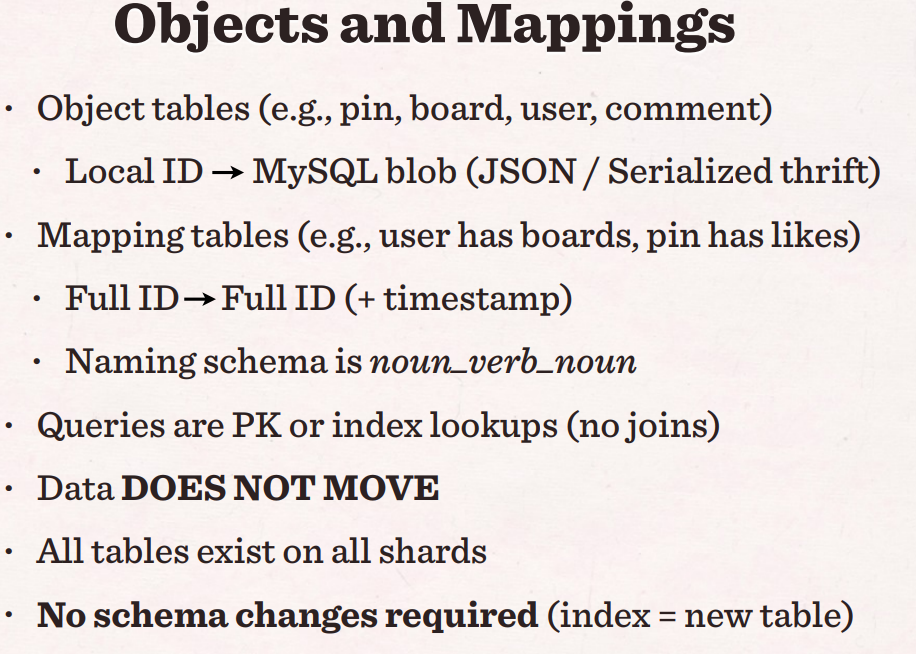 Objects and Mappings
· Object tables (e.g., pin, board, user, comment)
· Local ID → MySQL blob (JSON / Serialized thrift)
· Mapping tables (e.g., user has boards, pin has likes)
· Full ID→Full ID (+ timestamp)
· Naming schema is noun_verb_noun
· Queries are PK or index lookups (no joins)
· Data DOES NOT MOVE
· All tables exist on all shards
· No schema changes required (index = new table)